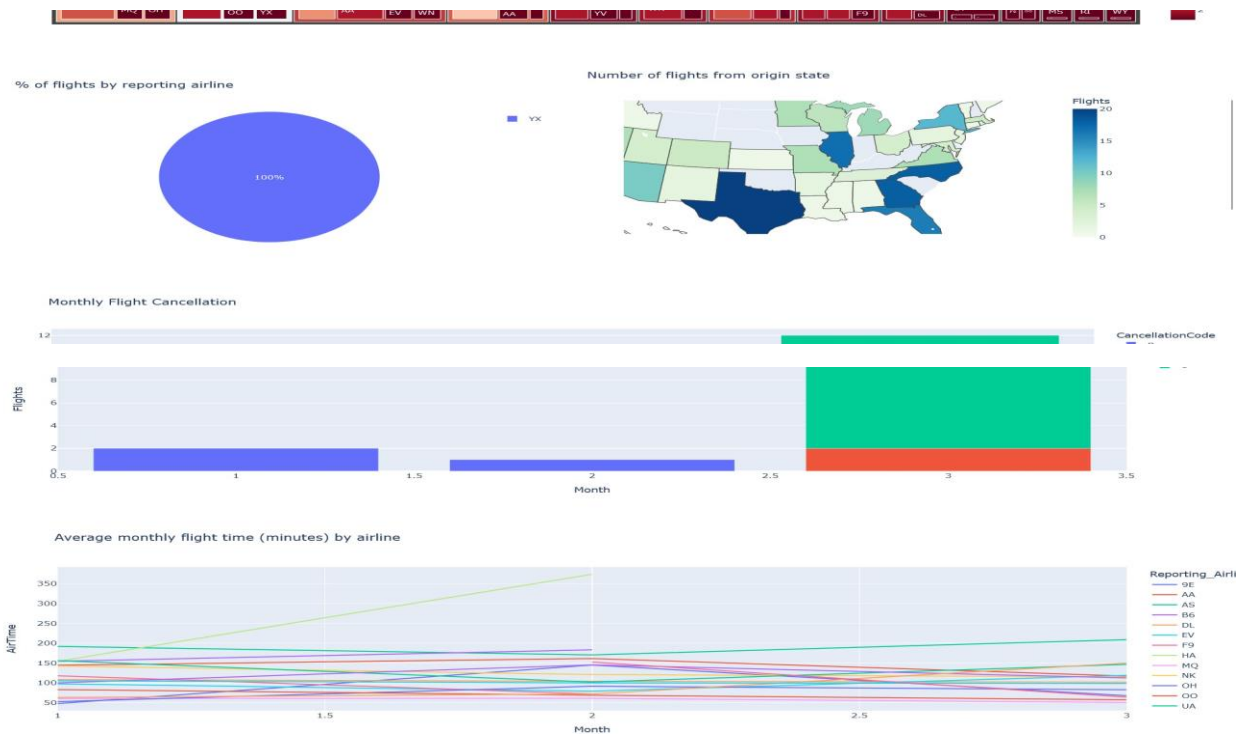 OH
OO YX
AA EV WN
AA
YV
F9
DL
MS RI WY
2
% of flights by reporting airline
YX
100%
Number of flights from origin state
Flights
20
15
10
5
0
Monthly Flight Cancellation
12
CancellationCode
8
6
4
2
0
Flights
0.5 1 1.5 2 2.5 3 3.5
Month
Average monthly flight time (minutes) by airline
350
300
250
200
150
100
50
AirTime
1 1.5 2 2.5 3
Month
Reporting_Airli
9E
AA
AS
B6
DL
EV
F9
HA
MQ
NK
OH
OO
UA